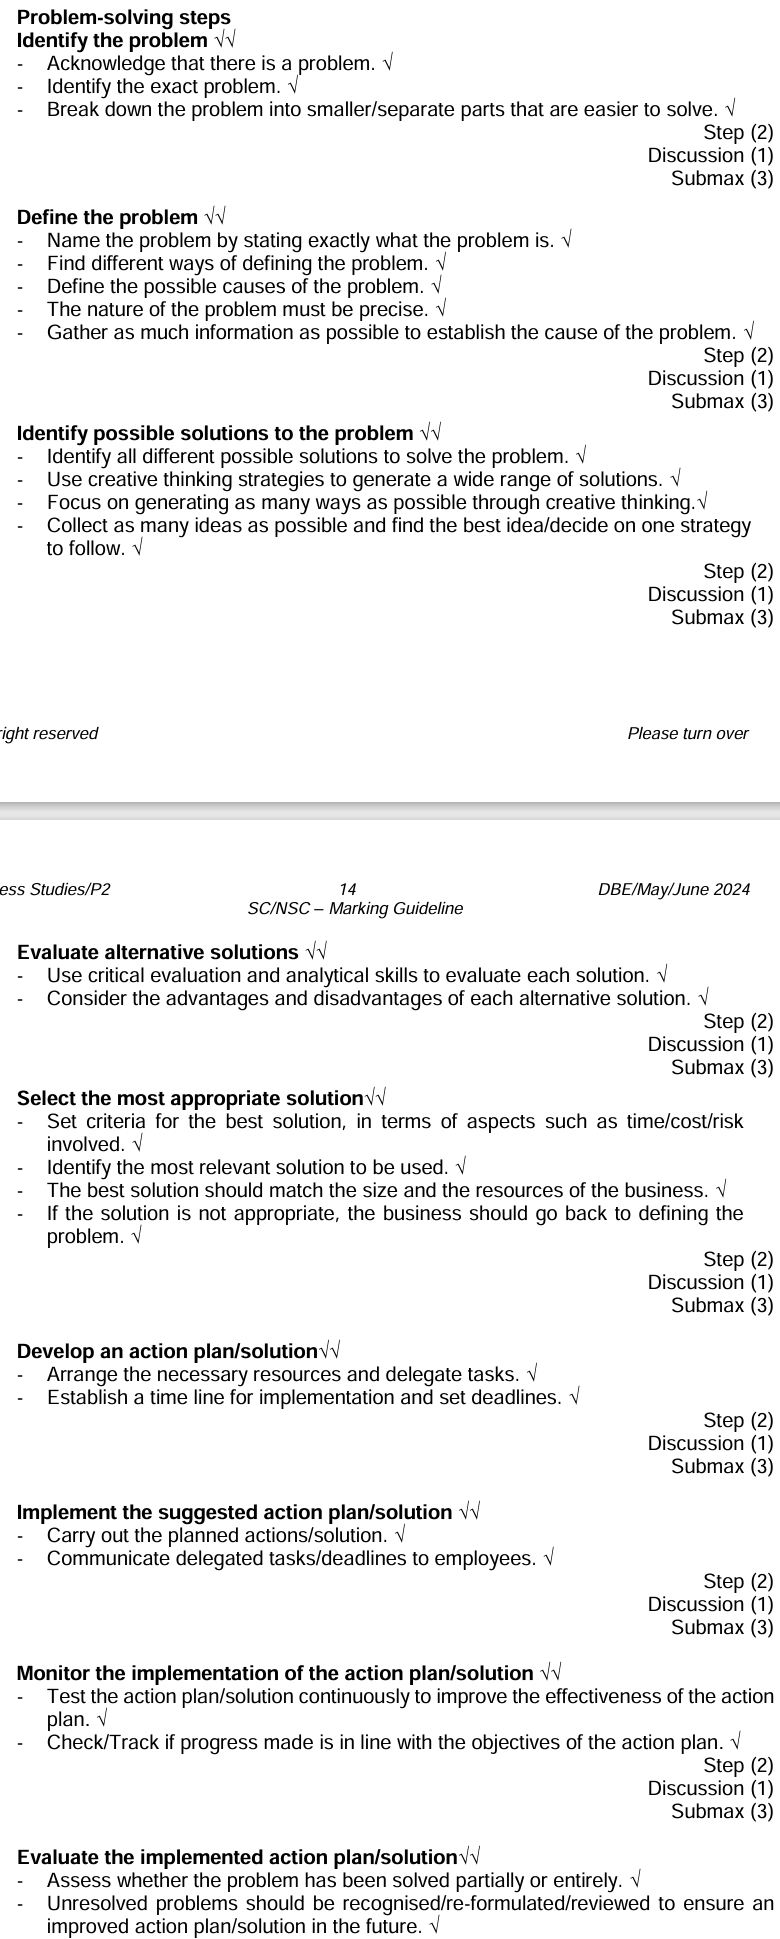 Problem-solving steps
Identify the problem √√
- Acknowledge that there is a problem. √
- Identify the exact problem. √
- Break down the problem into smaller/separate parts that are easier to solve. √
Step (2)
Discussion (1)
Submax (3)
Define the problem √√
- Name the problem by stating exactly what the problem is. √
- Find different ways of defining the problem. √
- Define the possible causes of the problem. √
- The nature of the problem must be precise. √
- Gather as much information as possible to establish the cause of the problem. √
Step (2)
Discussion (1)
Submax (3)
Identify possible solutions to the problem √√
- Identify all different possible solutions to solve the problem. √
- Use creative thinking strategies to generate a wide range of solutions. √
- Focus on generating as many ways as possible through creative thinking.√
- Collect as many ideas as possible and find the best idea/decide on one strategy
to follow. √
Step (2)
Discussion (1)
Submax (3)
right reserved Please turn over
ess Studies/P2 14 DBE/May/June 2024
SC/NSC – Marking Guideline
Evaluate alternative solutions √√
- Use critical evaluation and analytical skills to evaluate each solution. √
- Consider the advantages and disadvantages of each alternative solution. √
Step (2)
Discussion (1)
Submax (3)
Select the most appropriate solution√√
- Set criteria for the best solution, in terms of aspects such as time/cost/risk
involved. √
- Identify the most relevant solution to be used. √
- The best solution should match the size and the resources of the business. √
- If the solution is not appropriate, the business should go back to defining the
problem. √
Step (2)
Discussion (1)
Submax (3)
Develop an action plan/solution√√
- Arrange the necessary resources and delegate tasks. √
- Establish a time line for implementation and set deadlines. √
Step (2)
Discussion (1)
Submax (3)
Implement the suggested action plan/solution √√
- Carry out the planned actions/solution. √
- Communicate delegated tasks/deadlines to employees. √
Step (2)
Discussion (1)
Submax (3)
Monitor the implementation of the action plan/solution √√
- Test the action plan/solution continuously to improve the effectiveness of the action
plan. √
- Check/Track if progress made is in line with the objectives of the action plan. √
Step (2)
Discussion (1)
Submax (3)
Evaluate the implemented action plan/solution√√
- Assess whether the problem has been solved partially or entirely. √
- Unresolved problems should be recognised/re-formulated/reviewed to ensure an
improved action plan/solution in the future. √